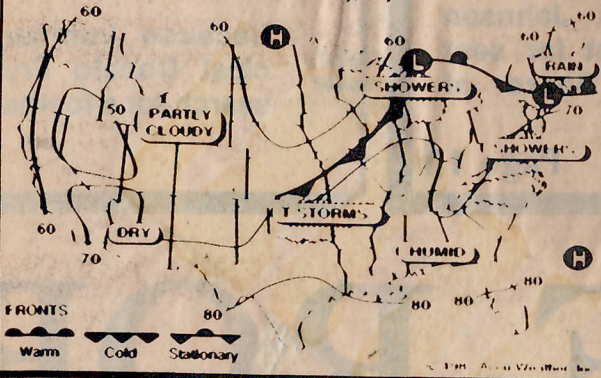 60
60
H
60
60
60
L
RAIN
SHOWERS
L
50
PARTLY
CLOUDY
70
SHOWERS
60
T STORMS
DRY
70
HUMID
H
80
80
80
80
FRONTS
Warm
Cold
Stationary